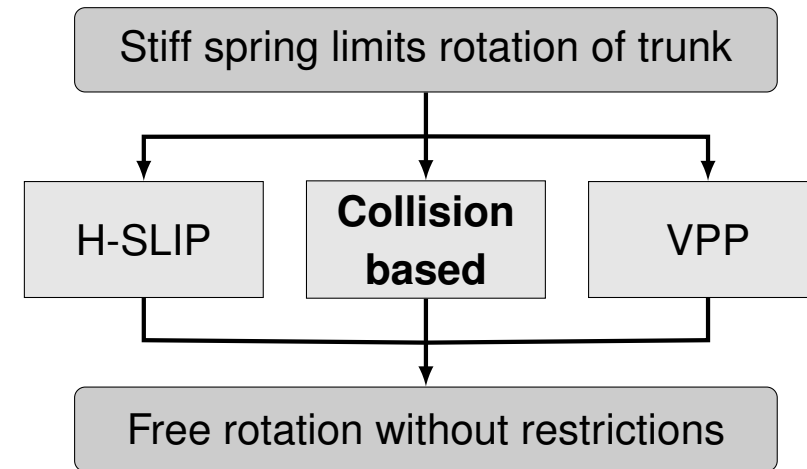 Stiff spring limits rotation of trunk
H-SLIP
Collision
based
VPP
Free rotation without restrictions